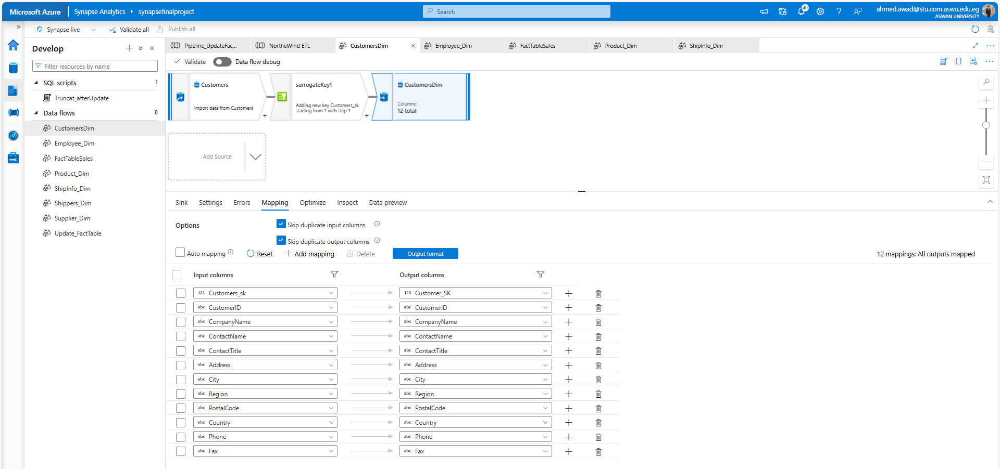 Microsoft Azure
Synapse Analytics
synapsefinalproject
Search
40
ahmed.awad@stu.com.aswu.edu.eg
ASWAN UNIVERSITY
Synapse live
Validate all
Publish all
Develop
Filter resources by name
SQL scripts 1
Truncat_afterUpdate
Data flows 8
CustomersDim
Employee_Dim
FactTableSales
Product_Dim
ShipInfo_Dim
Shippers_Dim
Supplier_Dim
Update_FactTable
Pipeline_UpdateFac...
NortheWind ETL
CustomersDim
Employee_Dim
FactTableSales
Product_Dim
ShipInfo_Dim
Validate
Data flow debug
Customers
Import data from Customers
surrogateKey1
Adding new key Customers_sk
starting from 1 with step 1
CustomersDim
Columns:
12 total
Add Source
Sink Settings Errors Mapping Optimize Inspect Data preview
Options
Skip duplicate input columns
Skip duplicate output columns
Auto mapping
Reset
Add mapping
Delete
Output format
12 mappings: All outputs mapped
Input columns Output columns
12l Customers_sk 123 Customer_SK
abc CustomerID abc CustomerID
abc CompanyName abc CompanyName
abc ContactName abc ContactName
abc ContactTitle abc ContactTitle
abc Address abc Address
abc City abc City
abc Region abc Region
abc PostalCode abc PostalCode
abc Country abc Country
abc Phone abc Phone
abc Fax abc Fax